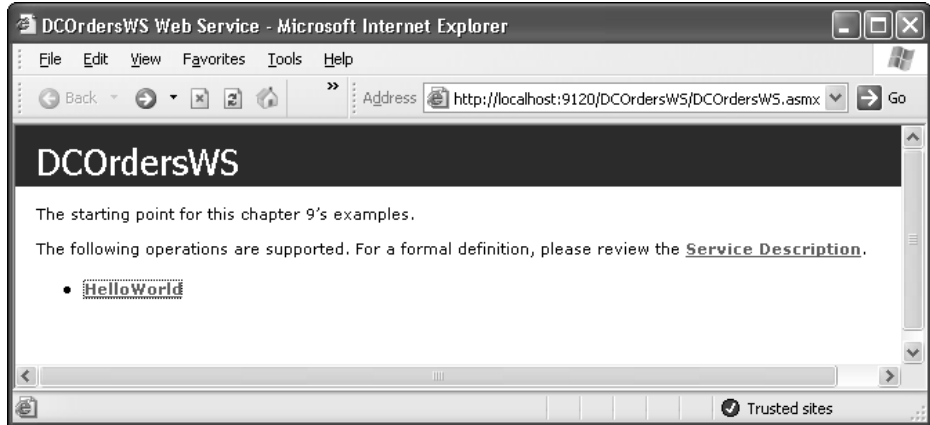 DCOrdersWS Web Service - Microsoft Internet Explorer
File Edit View Favorites Tools Help
Back » Address http://localhost:9120/DCOrdersWS/DCOrdersWS.asmx Go
DCOrdersWS
The starting point for this chapter 9's examples.
The following operations are supported. For a formal definition, please review the Service Description.
• HelloWorld
Trusted sites